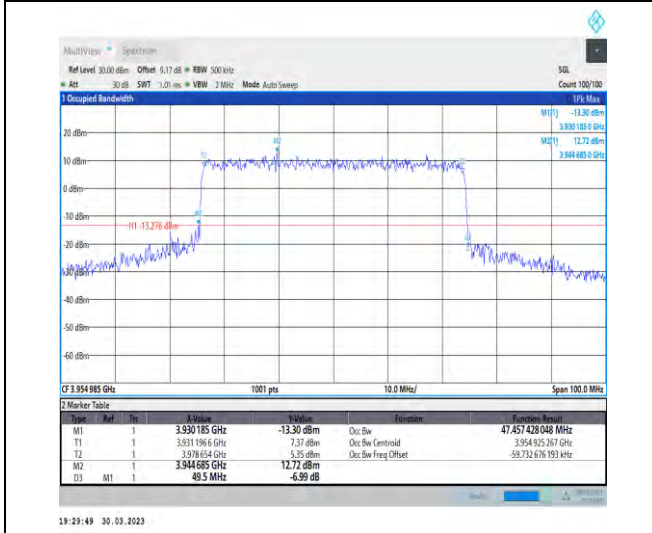 MultiView Spectrum
Ref Level 30.00 dBm Offset 9.17 dB RBW 500 kHz SGL
Att 30 dB SWT 1.01 ms VBW 2 MHz Mode Auto Sweep Count 100/100
1 Occupied Bandwidth 1Pk Max
M1[1] -13.30 dBm
3.930 185 0 GHz
20 dBm M2[1] 12.72 dBm
M2 3.944 685 0 GHz
10 dBm
0 dBm
-10 dBm
H1 -13.276 dBm
-20 dBm
-30 dBm
-40 dBm
-50 dBm
-60 dBm
CF 3.954 985 GHz 1001 pts 10.0 MHz/ Span 100.0 MHz
2 Marker Table
Type Ref Trc X-Value Y-Value Function Function Result
M1 1 3.930 185 GHz -13.30 dBm Occ Bw 47.457 428 048 MHz
T1 1 3.931 196 6 GHz 7.37 dBm Occ Bw Centroid 3.954 925 267 GHz
T2 1 3.978 654 GHz 5.35 dBm Occ Bw Freq Offset -59.732 676 193 kHz
M2 1 3.944 685 GHz 12.72 dBm
D3 M1 1 49.5 MHz -6.99 dB
19:29:49 30.03.2023